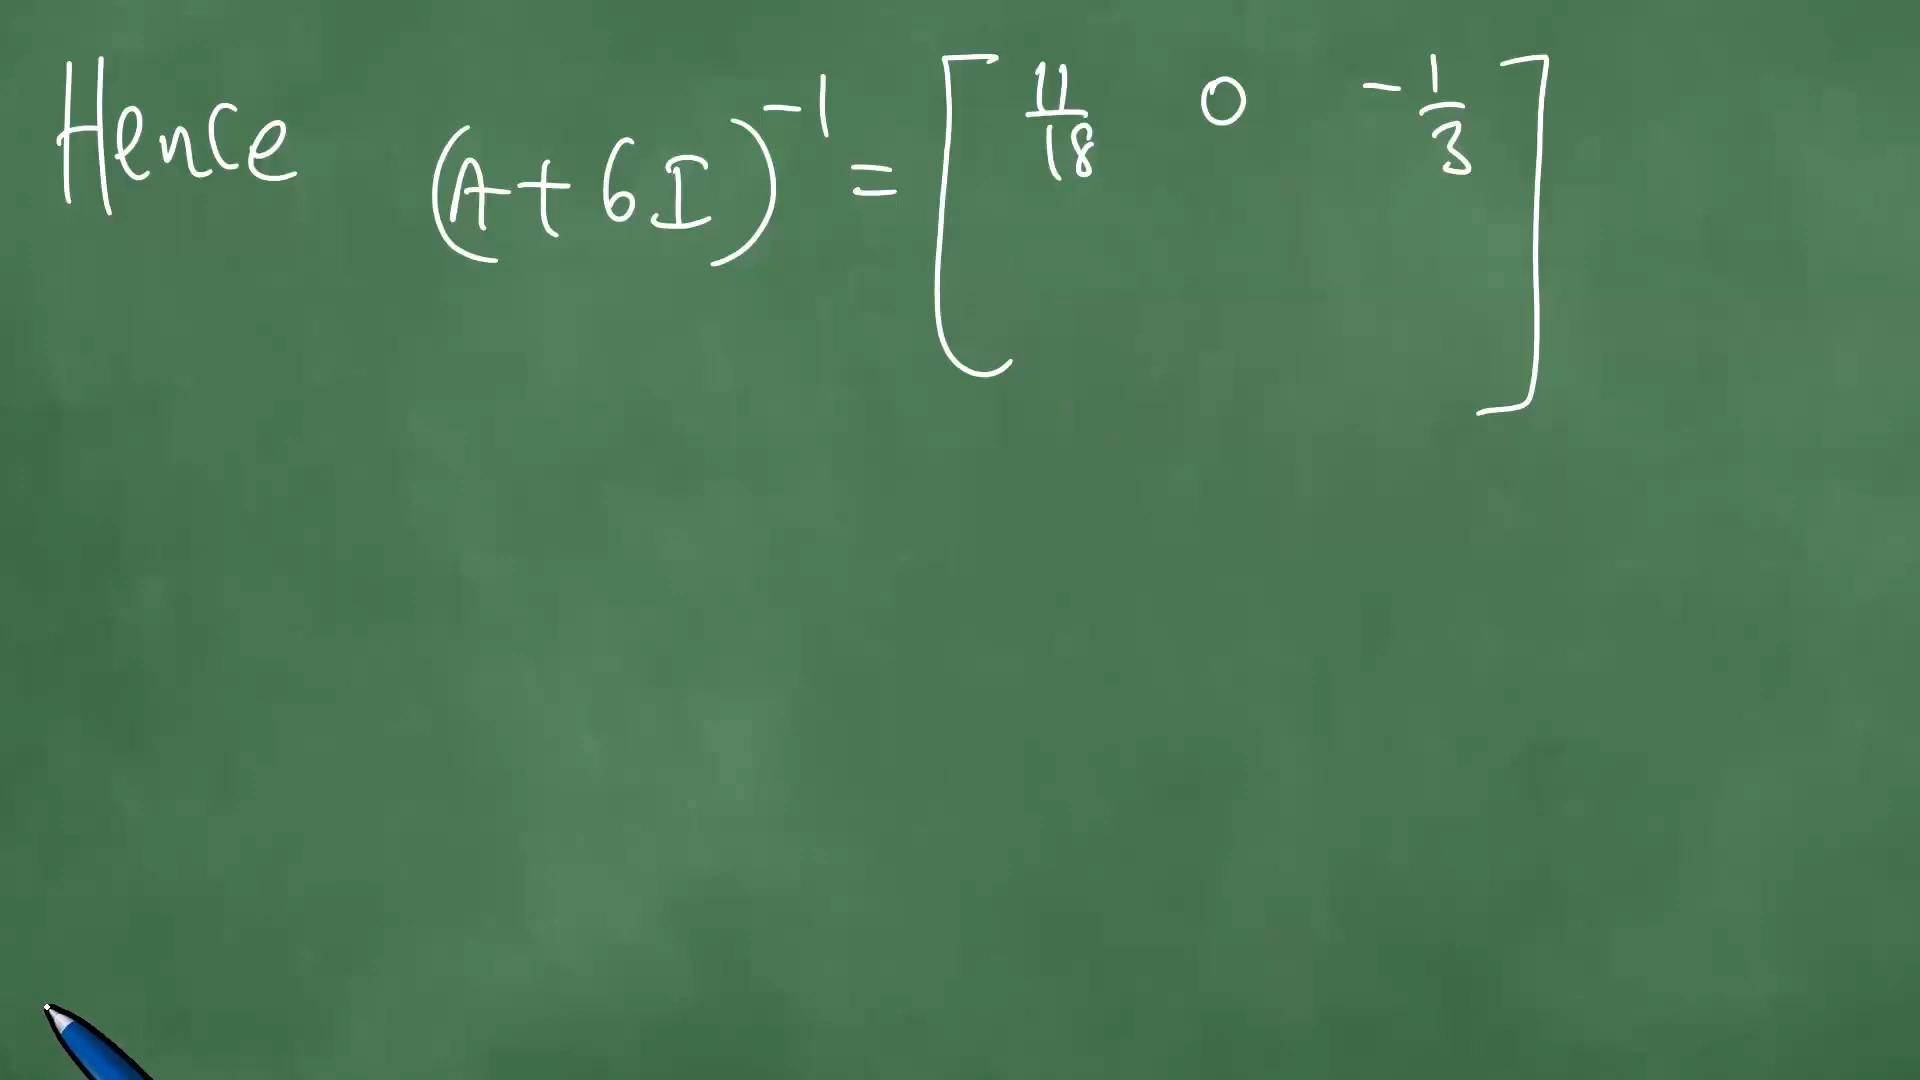 Hence (A+6I)⁻¹ = [ 11/18 0 -1/3 ]